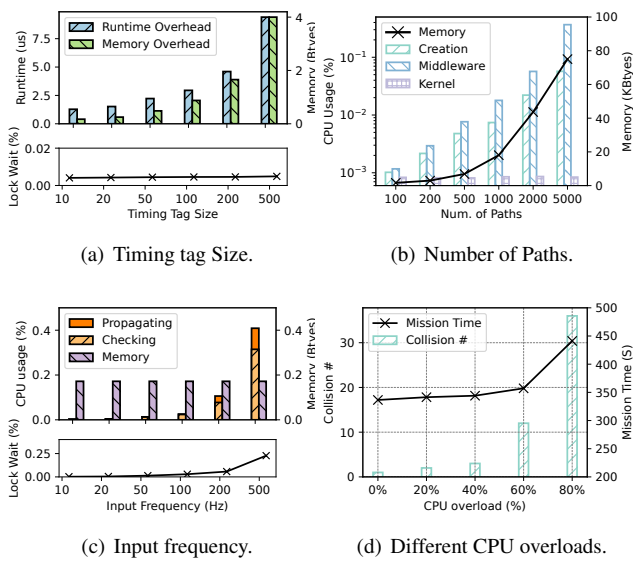 Runtime Overhead
Memory Overhead
Runtime (us)
7.5
5.0
2.5
0.0
4
2
0
Memory (Btyes)
Lock Wait (%)
0.02
0.00
10 20 50 100 200 500
Timing Tag Size
(a) Timing tag Size.
Memory
Creation
Middleware
Kernel
CPU Usage (%)
10⁻¹
10⁻²
10⁻³
100
80
60
40
20
0
Memory (KBtyes)
100 200 500 1000 2000 5000
Num. of Paths
(b) Number of Paths.
Propagating
Checking
Memory
CPU usage (%)
0.4
0.2
0.0
0.4
0.2
0.0
Memory (Btyes)
Lock Wait (%)
0.25
0.00
10 20 50 100 200 500
Input Frequency (Hz)
(c) Input frequency.
Mission Time
Collision #
Collision #
30
20
10
0
500
450
400
350
300
250
200
Mission Time (S)
0% 20% 40% 60% 80%
CPU overload (%)
(d) Different CPU overloads.